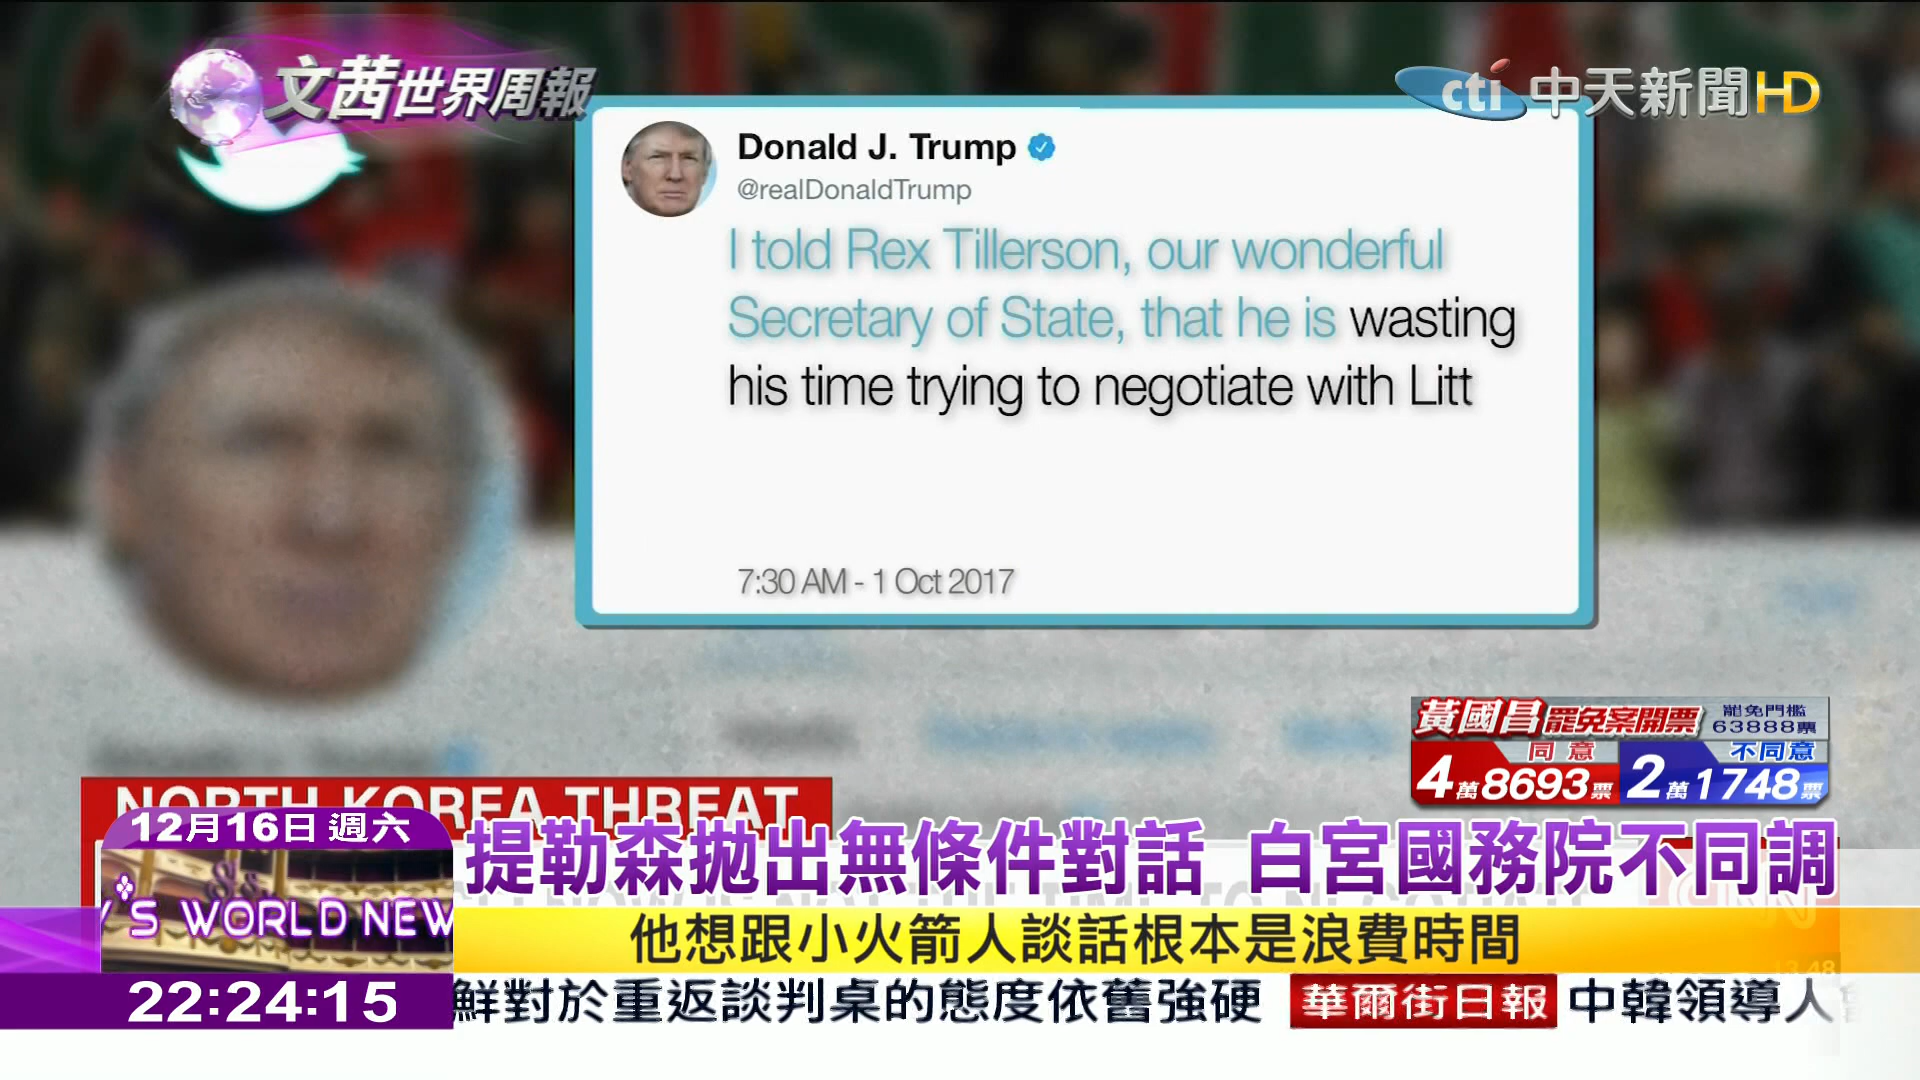 文茜世界周報
cti 中天新聞HD
Donald J. Trump
@realDonaldTrump
I told Rex Tillerson, our wonderful
Secretary of State, that he is wasting
his time trying to negotiate with Litt
7:30 AM - 1 Oct 2017
黃國昌罷免案開票 罷免門檻
63888票
同意 不同意
4萬8693票 2萬1748票
NORTH KOREA THREAT
12月16日 週六
提勒森拋出無條件對話 白宮國務院不同調
Y'S WORLD NEW
他想跟小火箭人談話根本是浪費時間
22:24:15
鮮對於重返談判桌的態度依舊強硬 華爾街日報 中韓領導人